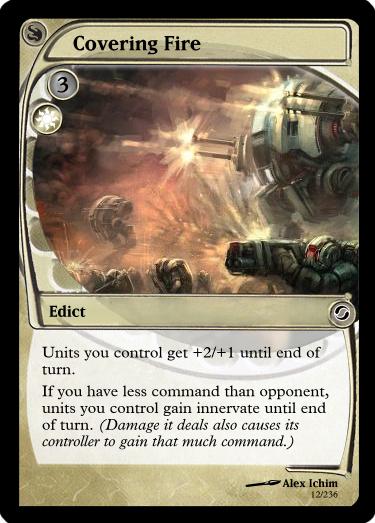 Covering Fire
3
Edict
Units you control get +2/+1 until end of
turn.
If you have less command than opponent,
units you control gain innervate until end
of turn. (Damage it deals also causes its
controller to gain that much command.)
Alex Ichim
12/236